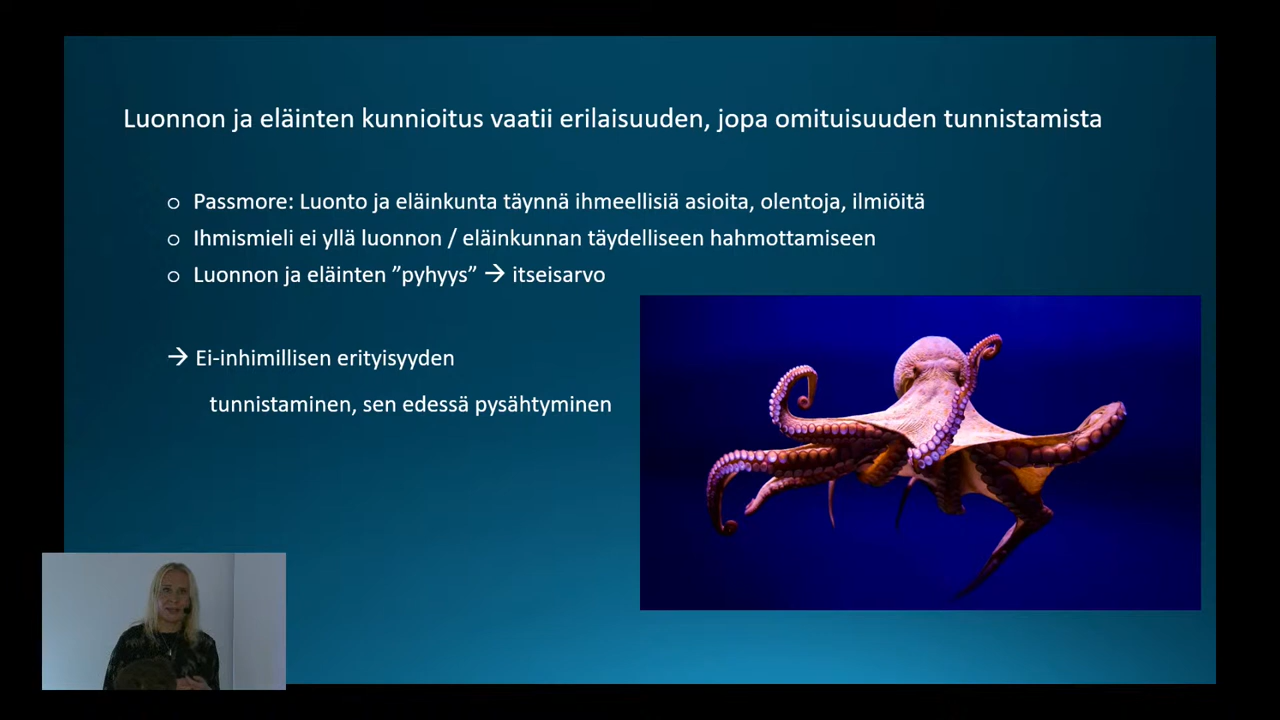 Luonnon ja eläinten kunnioitus vaatii erilaisuuden, jopa omituisuuden tunnistamista
o Passmore: Luonto ja eläinkunta täynnä ihmeellisiä asioita, olentoja, ilmiöitä
o Ihmismieli ei yllä luonnon / eläinkunnan täydelliseen hahmottamiseen
o Luonnon ja eläinten ”pyhyys” → itseisarvo
→ Ei-inhimillisen erityisyyden
tunnistaminen, sen edessä pysähtyminen